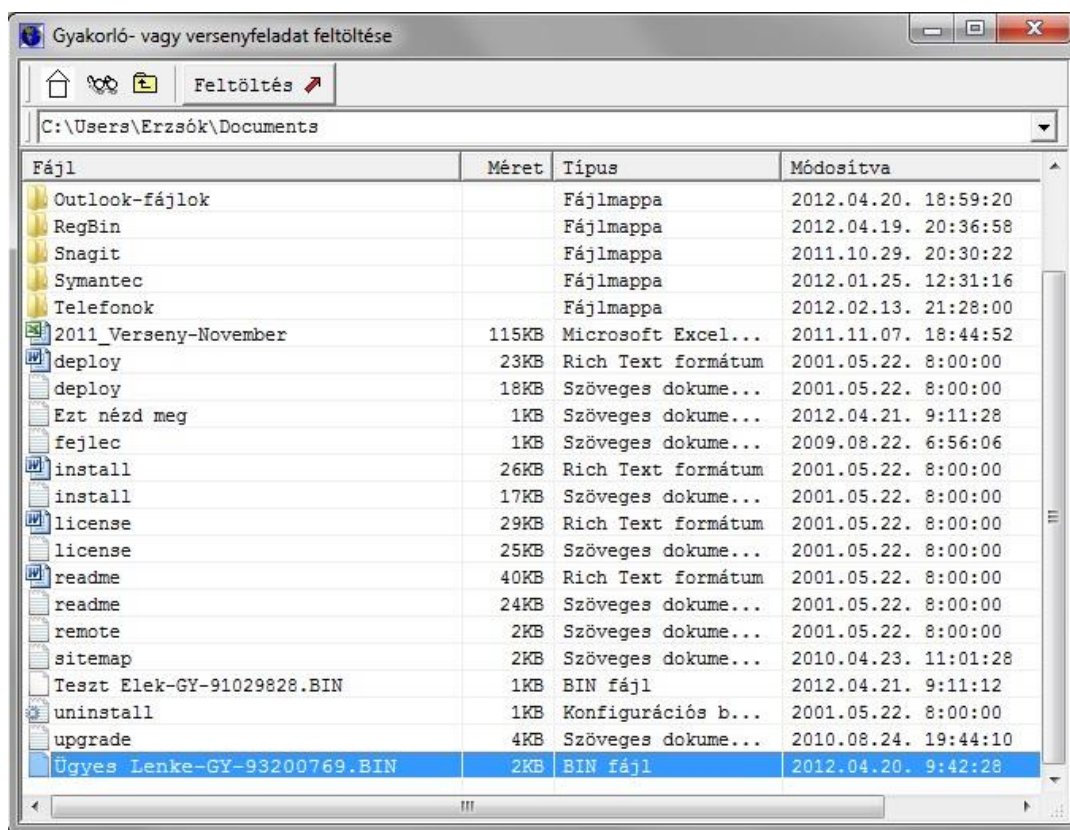 Gyakorló- vagy versenyfeladat feltöltése
Feltöltés
C:\Users\Erzsók\Documents
Fájl Méret Típus Módosítva
Outlook-fájlok Fájlmappa 2012.04.20. 18:59:20
RegBin Fájlmappa 2012.04.19. 20:36:58
Snagit Fájlmappa 2011.10.29. 20:30:22
Symantec Fájlmappa 2012.01.25. 12:31:16
Telefonok Fájlmappa 2012.02.13. 21:28:00
2011_Verseny-November 115KB Microsoft Excel... 2011.11.07. 18:44:52
deploy 23KB Rich Text formátum 2001.05.22. 8:00:00
deploy 18KB Szöveges dokume... 2001.05.22. 8:00:00
Ezt nézd meg 1KB Szöveges dokume... 2012.04.21. 9:11:28
fejlec 1KB Szöveges dokume... 2009.08.22. 6:56:06
install 26KB Rich Text formátum 2001.05.22. 8:00:00
install 17KB Szöveges dokume... 2001.05.22. 8:00:00
license 29KB Rich Text formátum 2001.05.22. 8:00:00
license 25KB Szöveges dokume... 2001.05.22. 8:00:00
readme 40KB Rich Text formátum 2001.05.22. 8:00:00
readme 24KB Szöveges dokume... 2001.05.22. 8:00:00
remote 2KB Szöveges dokume... 2001.05.22. 8:00:00
sitemap 2KB Szöveges dokume... 2010.04.23. 11:01:28
Teszt Elek-GY-91029828.BIN 1KB BIN fájl 2012.04.21. 9:11:12
uninstall 1KB Konfigurációs b... 2001.05.22. 8:00:00
upgrade 4KB Szöveges dokume... 2010.08.24. 19:44:10
Ügyes Lenke-GY-93200769.BIN 2KB BIN fájl 2012.04.20. 9:42:28